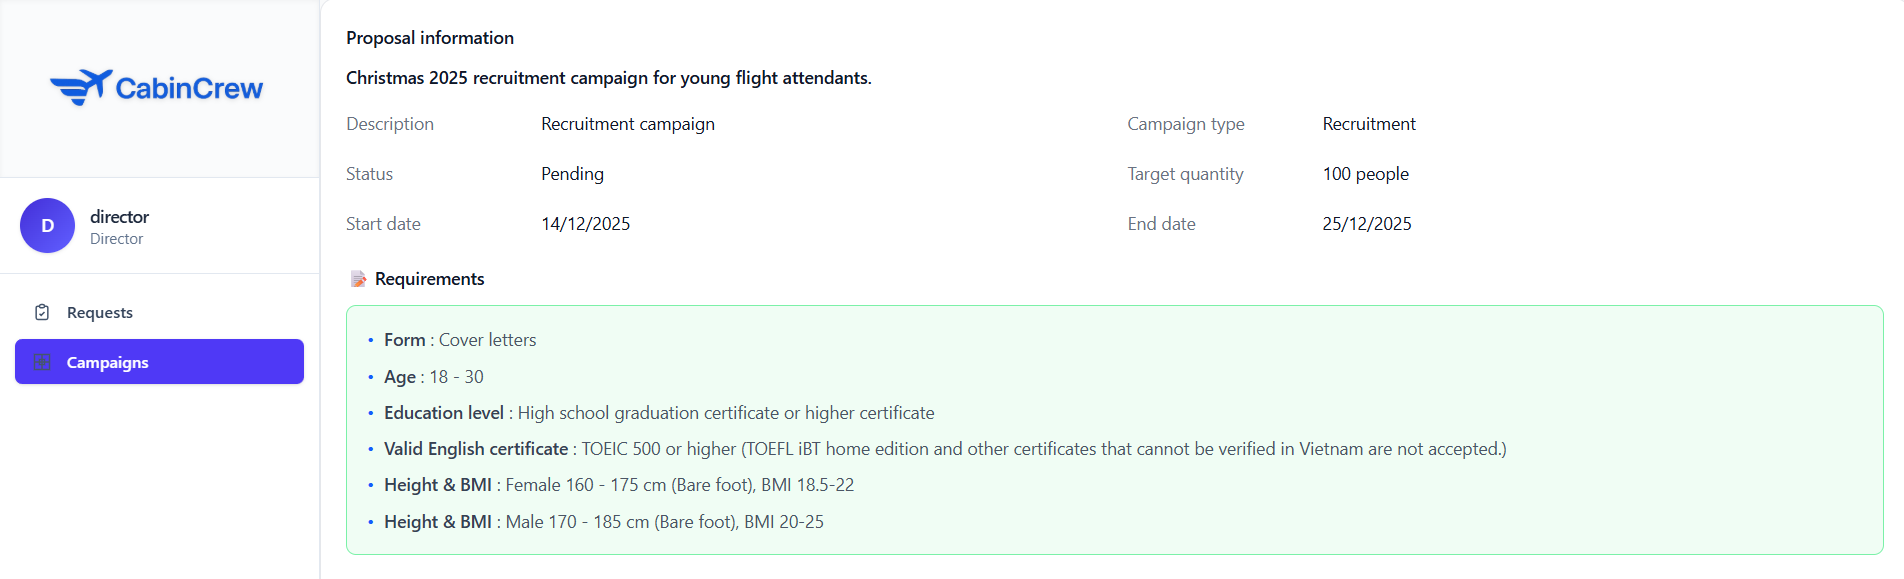 CabinCrew
D
director
Director
Requests
Campaigns
Proposal information
Christmas 2025 recruitment campaign for young flight attendants.
Description Recruitment campaign Campaign type Recruitment
Status Pending Target quantity 100 people
Start date 14/12/2025 End date 25/12/2025
Requirements
• Form : Cover letters
• Age : 18 - 30
• Education level : High school graduation certificate or higher certificate
• Valid English certificate : TOEIC 500 or higher (TOEFL iBT home edition and other certificates that cannot be verified in Vietnam are not accepted.)
• Height & BMI : Female 160 - 175 cm (Bare foot), BMI 18.5-22
• Height & BMI : Male 170 - 185 cm (Bare foot), BMI 20-25